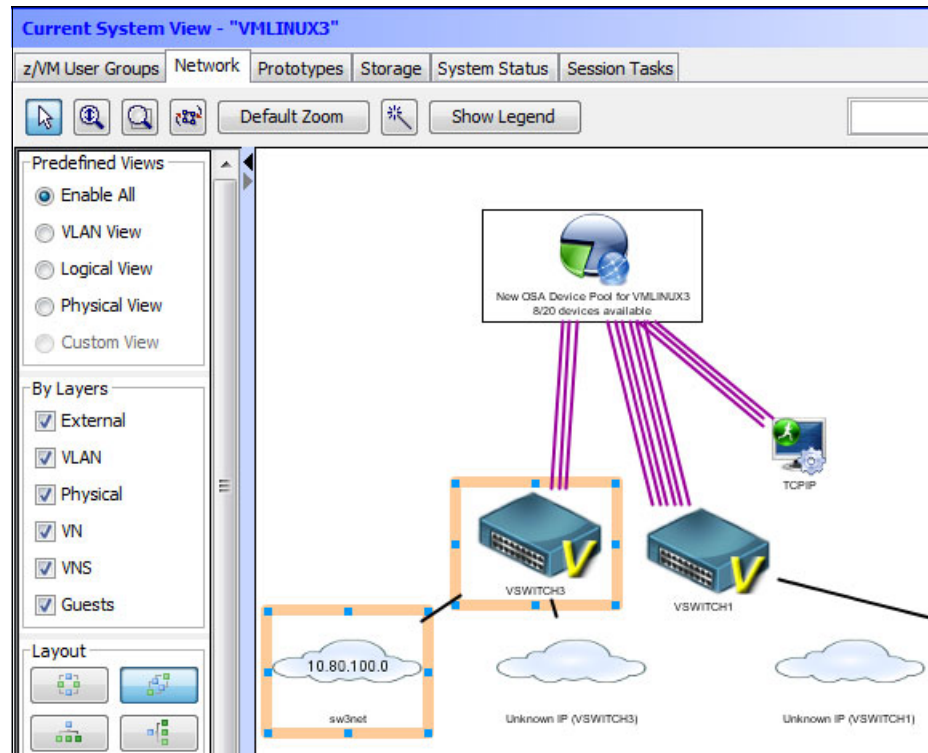 Current System View - "VMLINUX3"
z/VM User Groups Network Prototypes Storage System Status Session Tasks
Default Zoom Show Legend
Predefined Views
Enable All
VLAN View
Logical View
Physical View
Custom View
By Layers
External
VLAN
Physical
VN
VNS
Guests
Layout
New OSA Device Pool for VMLINUX3
8/20 devices available
TCPIP
V
VSWITCH3
V
VSWITCH1
10.80.100.0
sw3net
Unknown IP (VSWITCH3)
Unknown IP (VSWITCH1)